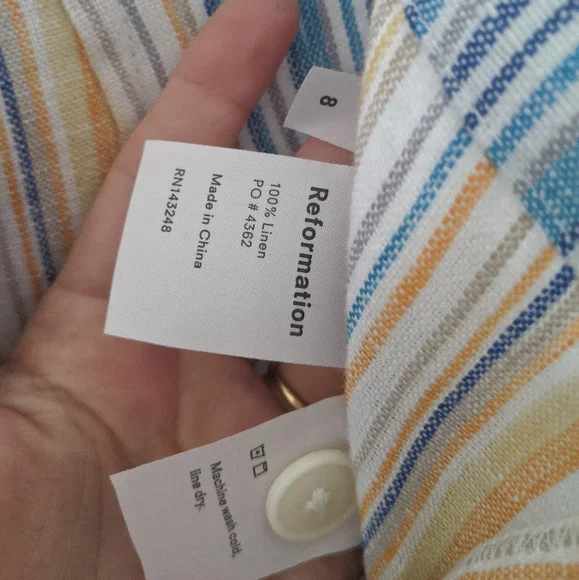 8
Reformation
100% Linen
PO # 4362
Made in China
RN143248
Machine wash cold,
line dry.